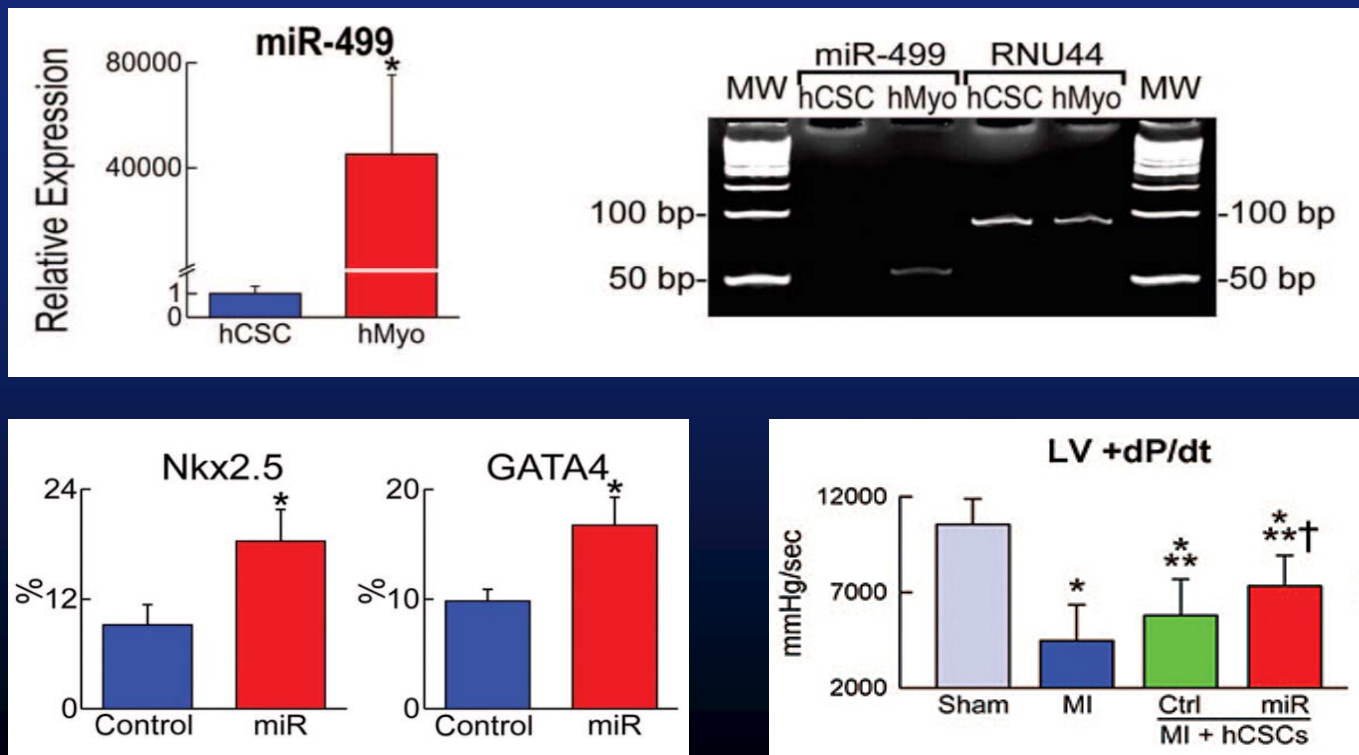 miR-499
Relative Expression
80000
*
40000
1
0
hCSC
hMyo
miR-499 RNU44
MW hCSC hMyo hCSC hMyo MW
100 bp- -100 bp
50 bp- -50 bp
Nkx2.5
%
24
*
12
0
Control miR
GATA4
%
20
*
10
0
Control miR
LV +dP/dt
mmHg/sec
12000
7000
2000
*
*
**
*
**†
Sham MI Ctrl miR
MI + hCSCs